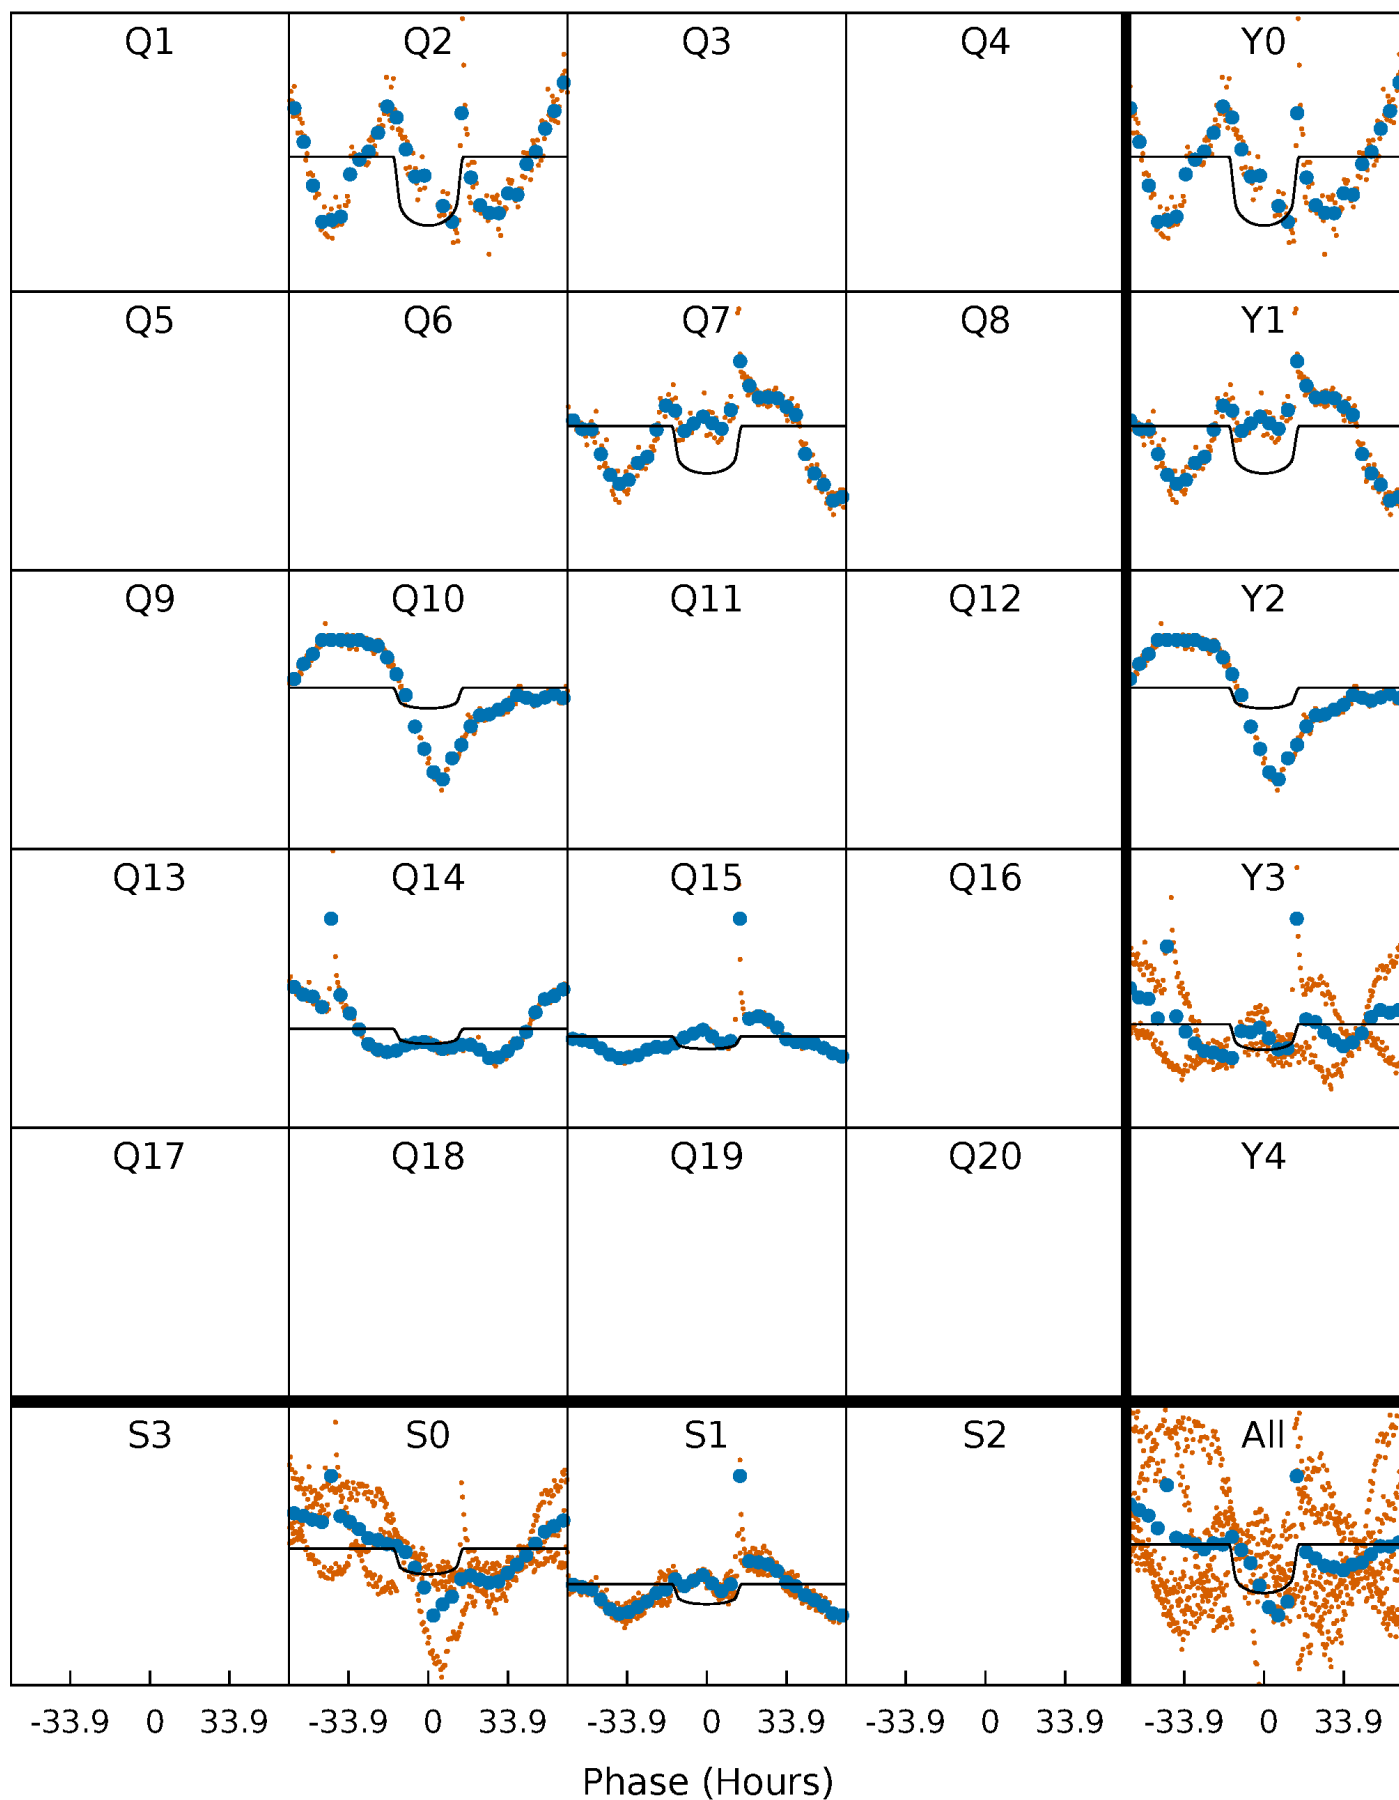 Q1 Q2 Q3 Q4 Y0
Q5 Q6 Q7 Q8 Y1
Q9 Q10 Q11 Q12 Y2
Q13 Q14 Q15 Q16 Y3
Q17 Q18 Q19 Q20 Y4
S3 S0 S1 S2 All
-33.9 0 33.9 -33.9 0 33.9 -33.9 0 33.9 -33.9 0 33.9 -33.9 0 33.9
Phase (Hours)